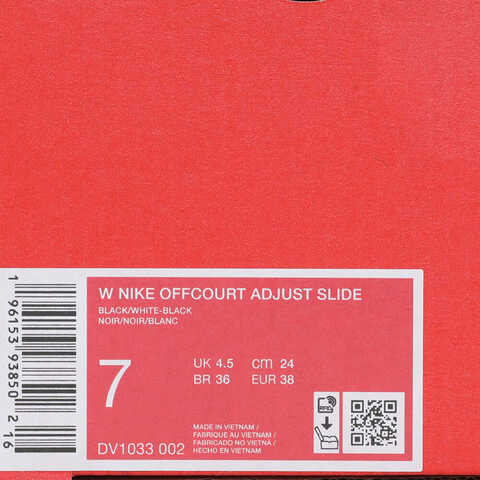 W NIKE OFFCOURT ADJUST SLIDE
BLACK/WHITE-BLACK
NOIR/NOIR/BLANC
7
UK 4.5 cm 24
BR 36 EUR 38
DV1033 002
MADE IN VIETNAM /
FABRIQUE AU VIETNAM /
FABRICADO NO VIETNÃ /
HECHO EN VIETNAM
1 96153 93850 2 16